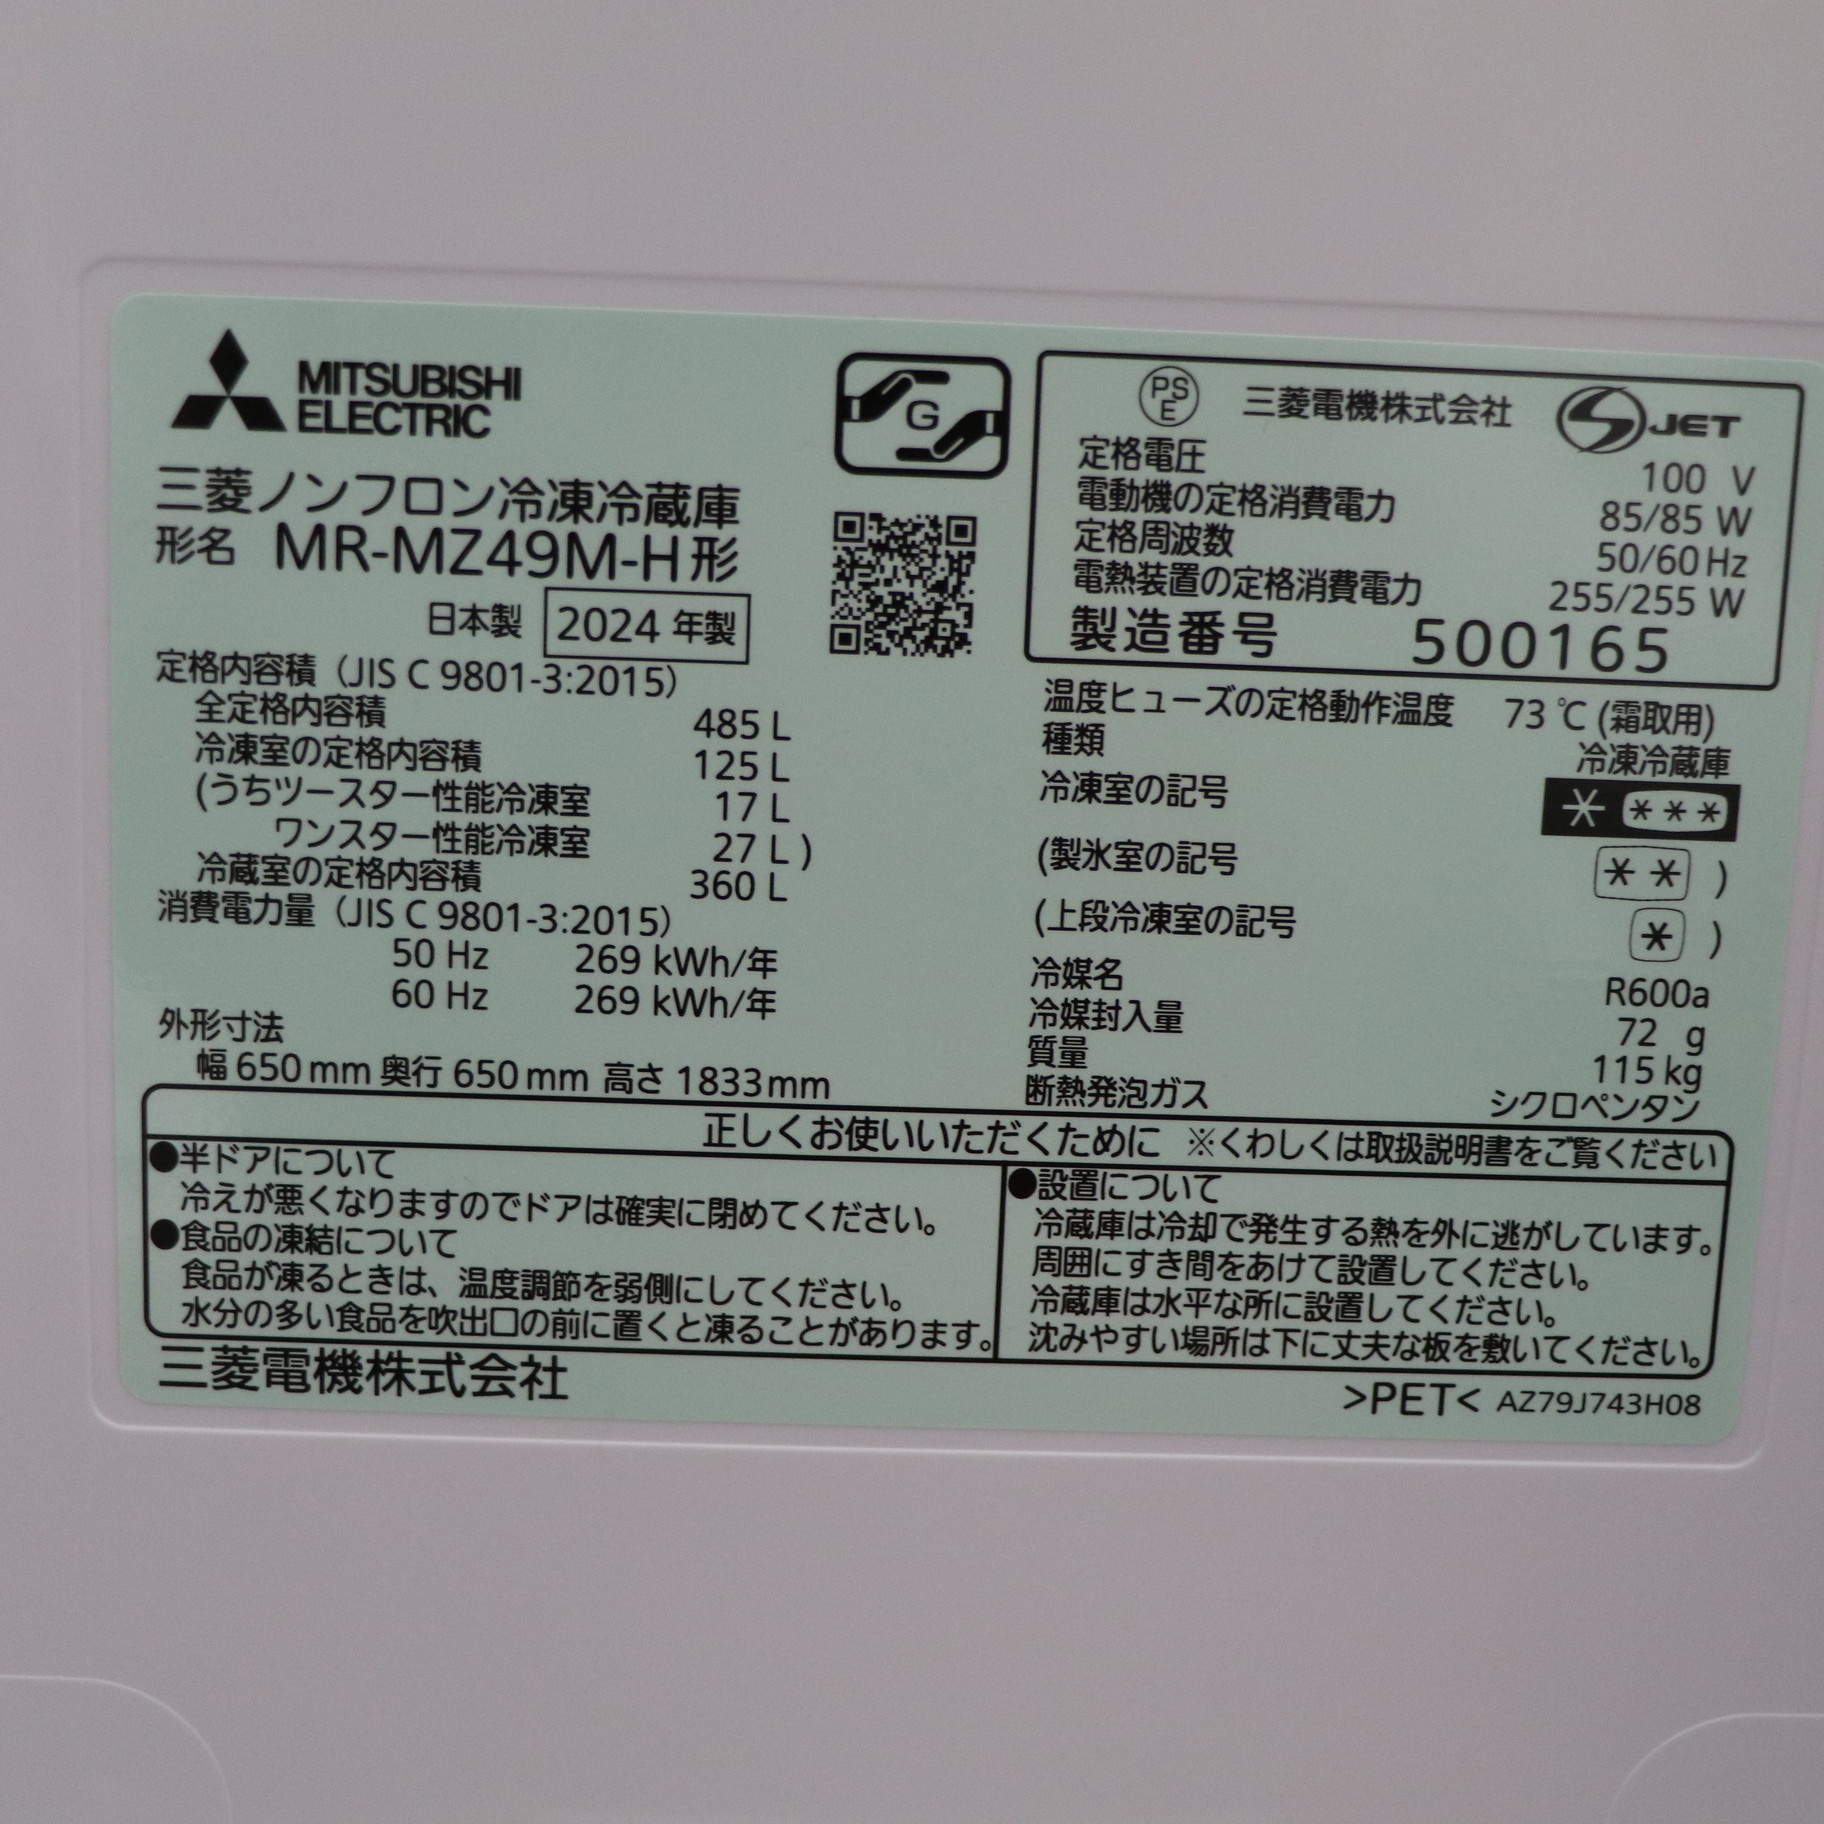 MITSUBISHI
ELECTRIC
G
三菱ノンフロン冷凍冷蔵庫
形名 MR-MZ49M-H形
日本製 2024 年製
定格内容積（JIS C 9801-3:2015）
全定格内容積 485 L
冷凍室の定格内容積 125 L
(うちツースター性能冷凍室 17 L
ワンスター性能冷凍室 27 L )
冷蔵室の定格内容積 360 L
消費電力量（JIS C 9801-3:2015）
50 Hz 269 kWh/年
60 Hz 269 kWh/年
外形寸法
幅 650 mm 奥行 650 mm 高さ 1833mm
PS
E 三菱電機株式会社 JET
定格電圧 100 V
電動機の定格消費電力 85/85 W
定格周波数 50/60 Hz
電熱装置の定格消費電力 255/255 W
製造番号 500165
温度ヒューズの定格動作温度 73 ℃ (霜取用)
種類 冷凍冷蔵庫
冷凍室の記号 * ***
(製氷室の記号 ** )
(上段冷凍室の記号 * )
冷媒名 R600a
冷媒封入量 72 g
質量 115 kg
断熱発泡ガス シクロペンタン
正しくお使いいただくために ※くわしくは取扱説明書をご覧ください
●半ドアについて
冷えが悪くなりますのでドアは確実に閉めてください。
●食品の凍結について
食品が凍るときは、温度調節を弱側にしてください。
水分の多い食品を吹出口の前に置くと凍ることがあります。
●設置について
冷蔵庫は冷却で発生する熱を外に逃がしています。
周囲にすき間をあけて設置してください。
冷蔵庫は水平な所に設置してください。
沈みやすい場所は下に丈夫な板を敷いてください。
三菱電機株式会社
>PET< AZ79J743H08